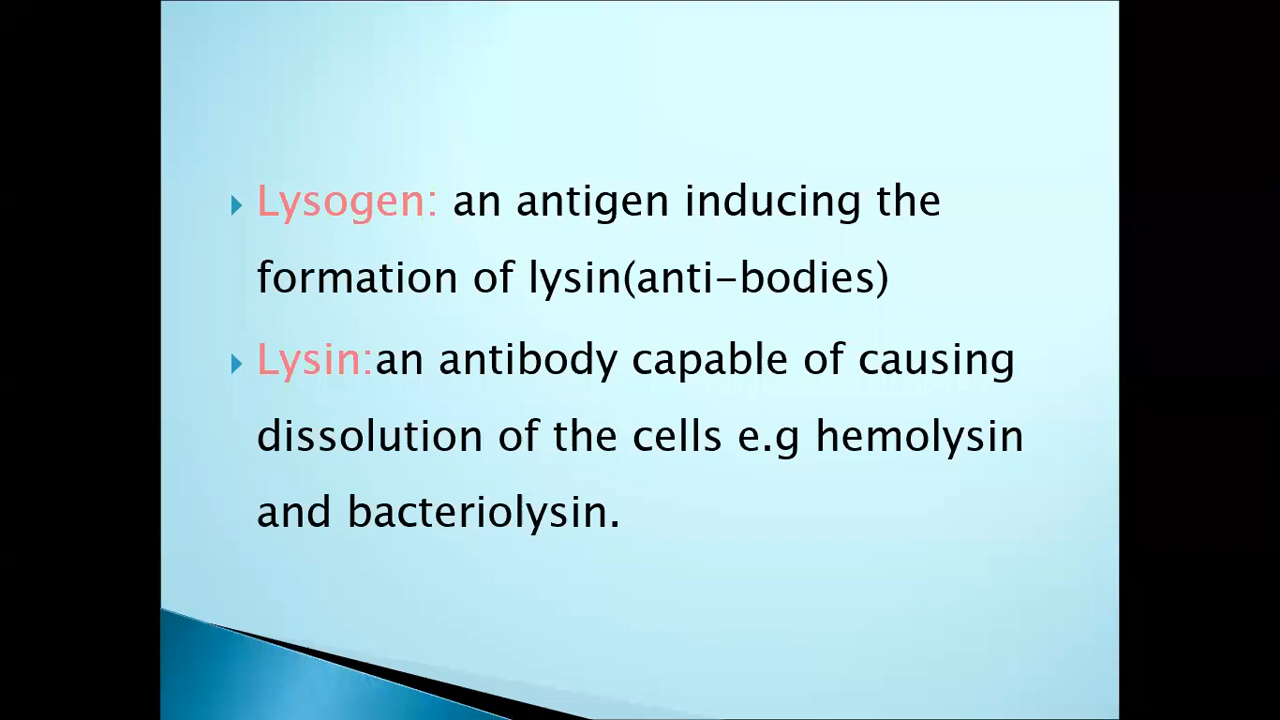 Lysogen: an antigen inducing the
formation of lysin(anti-bodies)
Lysin:an antibody capable of causing
dissolution of the cells e.g hemolysin
and bacteriolysin.